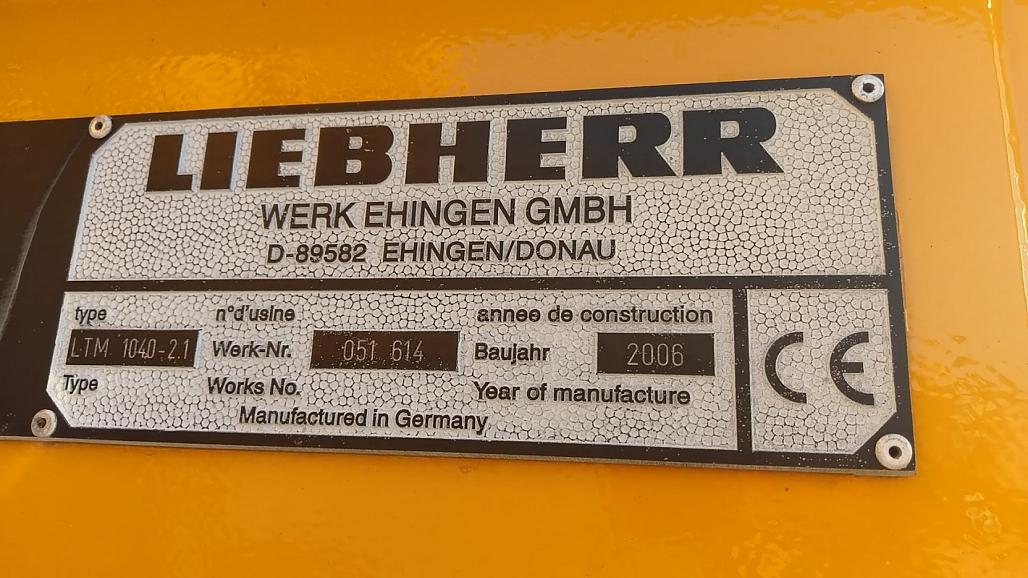 LIEBHERR
WERK EHINGEN GMBH
D-89582 EHINGEN/DONAU
type n°d'usine annee de construction
LTM 1040-2.1 Werk-Nr. 051 614 Baujahr 2006
Type Works No. Year of manufacture
Manufactured in Germany
CE